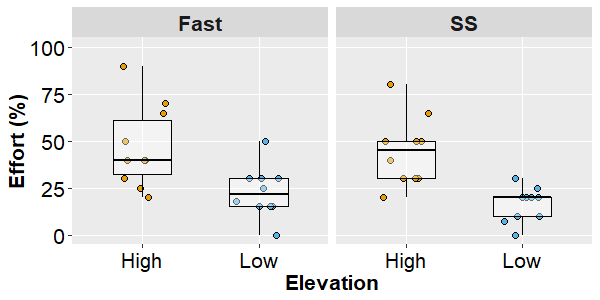 Fast SS
100
75
50
25
0
Effort (%)
High Low High Low
Elevation